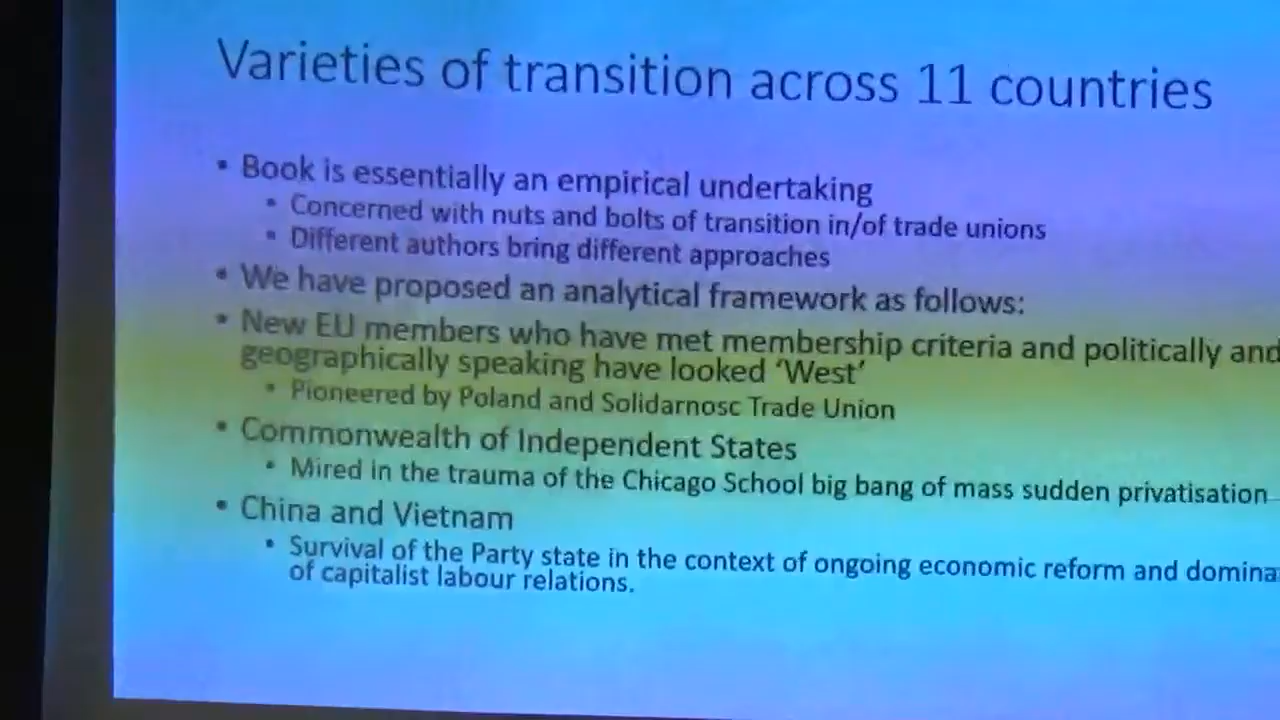 Varieties of transition across 11 countries
• Book is essentially an empirical undertaking
• Concerned with nuts and bolts of transition in/of trade unions
• Different authors bring different approaches
• We have proposed an analytical framework as follows:
• New EU members who have met membership criteria and politically and
geographically speaking have looked ‘West’
• Pioneered by Poland and Solidarnosc Trade Union
• Commonwealth of Independent States
• Mired in the trauma of the Chicago School big bang of mass sudden privatisation
• China and Vietnam
• Survival of the Party state in the context of ongoing economic reform and domina
of capitalist labour relations.